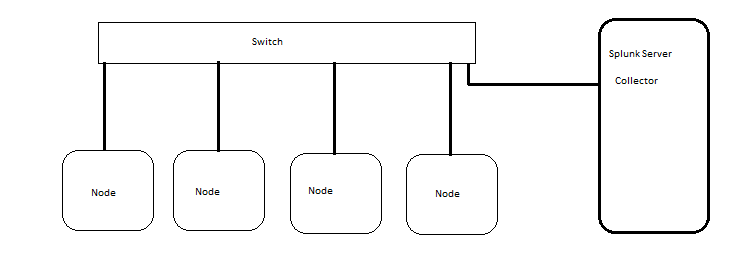 Switch
Splunk Server
Collector
Node
Node
Node
Node